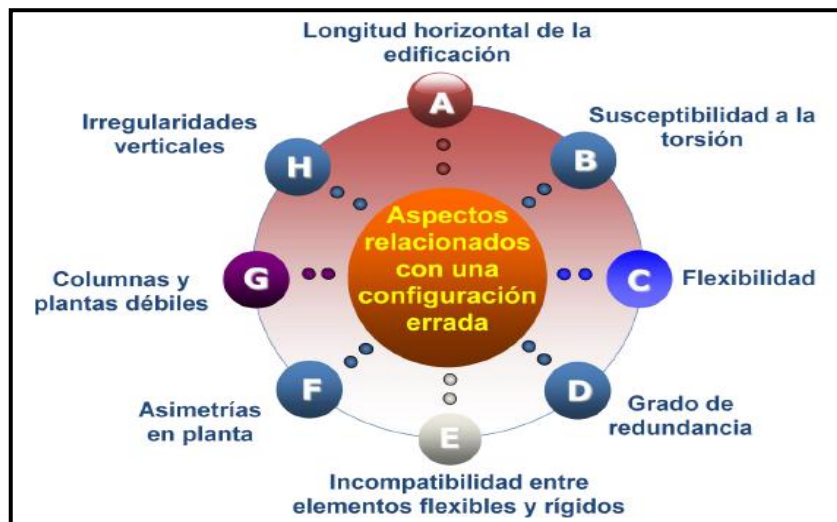 Longitud horizontal de la
edificación
A
Susceptibilidad a la
torsión
B
Flexibilidad
C
Grado de
redundancia
D
Incompatibilidad entre
elementos flexibles y rígidos
E
Asimetrías
en planta
F
Columnas y
plantas débiles
G
Irregularidades
verticales
H
Aspectos
relacionados
con una
configuración
errada